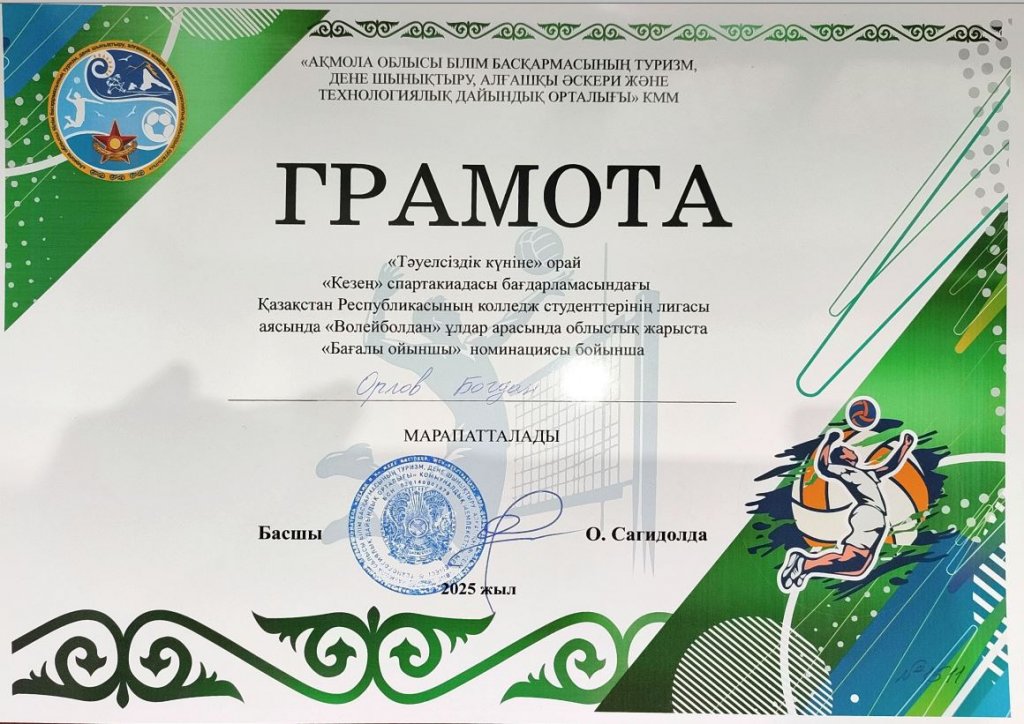 «АҚМОЛА ОБЛЫСЫ БІЛІМ БАСҚАРМАСЫНЫҢ ТУРИЗМ,
ДЕНЕ ШЫНЫҚТЫРУ, АЛҒАШҚЫ ӘСКЕРИ ЖӘНЕ
ТЕХНОЛОГИЯЛЫҚ ДАЙЫНДЫҚ ОРТАЛЫҒЫ» КММ
ГРАМОТА
«Тәуелсіздік күніне» орай
«Кезең» спартакиадасы бағдарламасындағы
Қазақстан Республикасының колледж студенттерінің лигасы
аясында «Волейболдан» ұлдар арасында облыстық жарыста
«Бағалы ойыншы» номинациясы бойынша
Орлов Богдан
МАРАПАТТАЛАДЫ
Басшы
О. Сагидолда
2025 жыл